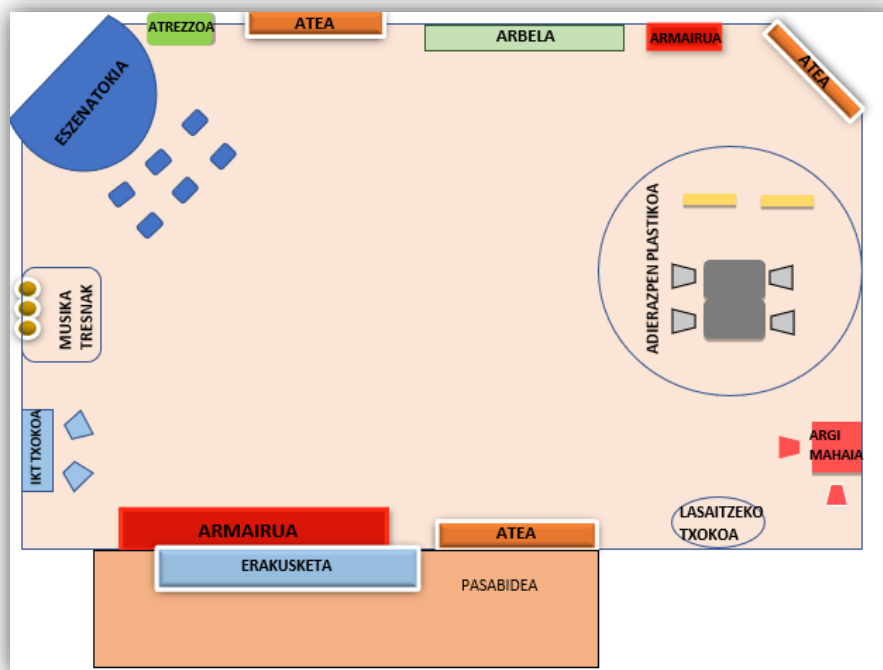 ATREZZOA
ATEA
ARBELA
ARMAIRUA
ATEA
ESZENATOKIA
ADIERAZPEN PLASTIKOA
MUSIKA
TRESNAK
IKT TXOKOA
ARGI
MAHAIA
LASAITZEKO
TXOKOA
ARMAIRUA
ATEA
ERAKUSKETA
PASABIDEA